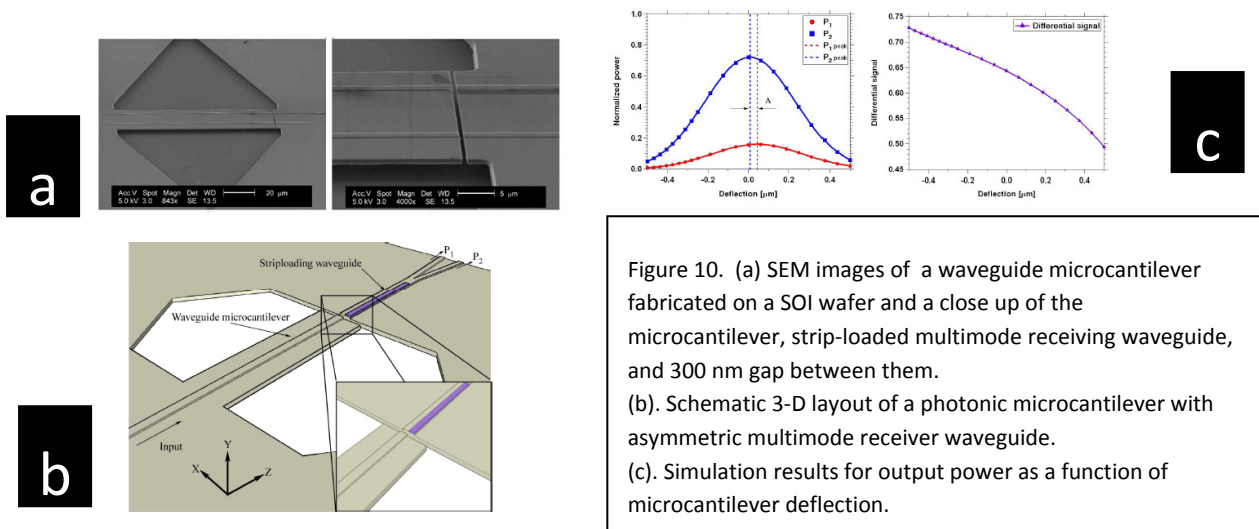 a
Acc.V Spot Magn Det WD 20 µm
5.0 kV 3.0 843x SE 13.5
Acc.V Spot Magn Det WD 5 µm
5.0 kV 3.0 4000x SE 13.5
b
Striploading waveguide
P1
P2
Waveguide microcantilever
Input
Y
X
Z
c
Normalized power
1.0
0.8
0.6
0.4
0.2
0.0
P1
P2
P1 peak
P2 peak
Δ
-0.4 -0.2 0.0 0.2 0.4
Deflection [µm]
Differential signal
0.75
0.70
0.65
0.60
0.55
0.50
0.45
Differential signal
-0.4 -0.2 0.0 0.2 0.4
Deflection [µm]
Figure 10. (a) SEM images of a waveguide microcantilever
fabricated on a SOI wafer and a close up of the
microcantilever, strip-loaded multimode receiving waveguide,
and 300 nm gap between them.
(b). Schematic 3-D layout of a photonic microcantilever with
asymmetric multimode receiver waveguide.
(c). Simulation results for output power as a function of
microcantilever deflection.